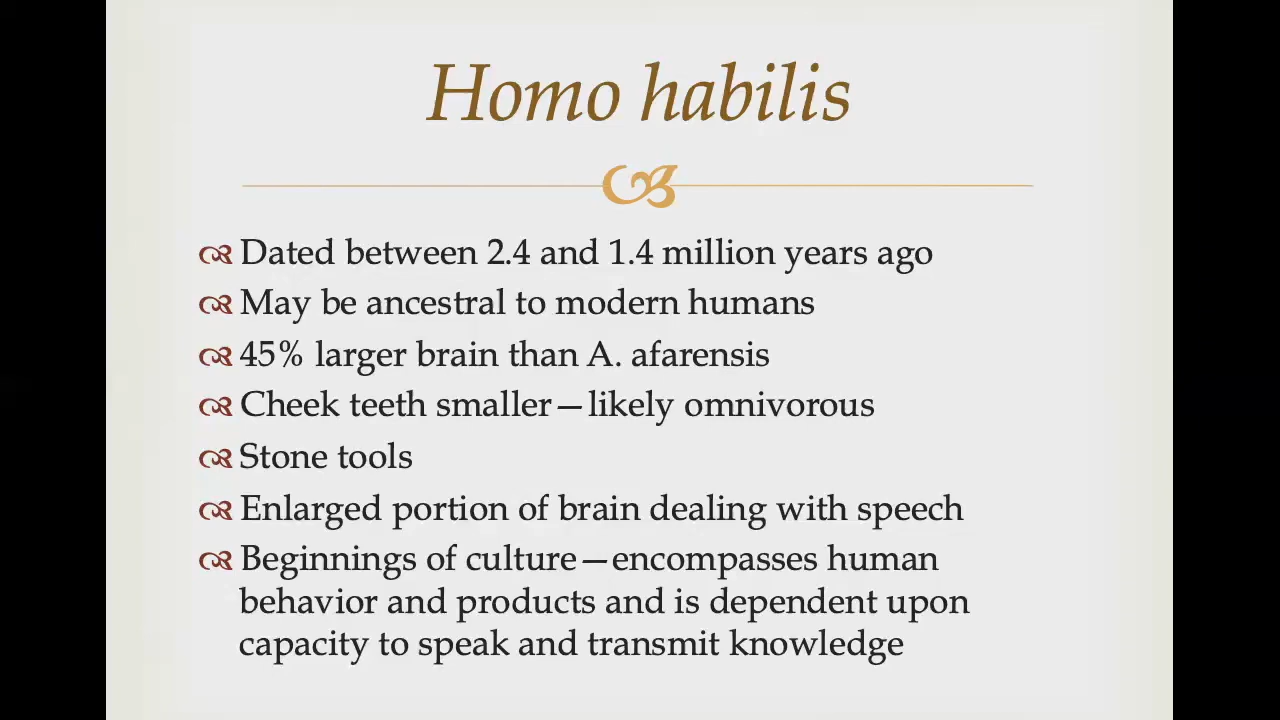 Homo habilis
Dated between 2.4 and 1.4 million years ago
May be ancestral to modern humans
45% larger brain than A. afarensis
Cheek teeth smaller—likely omnivorous
Stone tools
Enlarged portion of brain dealing with speech
Beginnings of culture—encompasses human
behavior and products and is dependent upon
capacity to speak and transmit knowledge